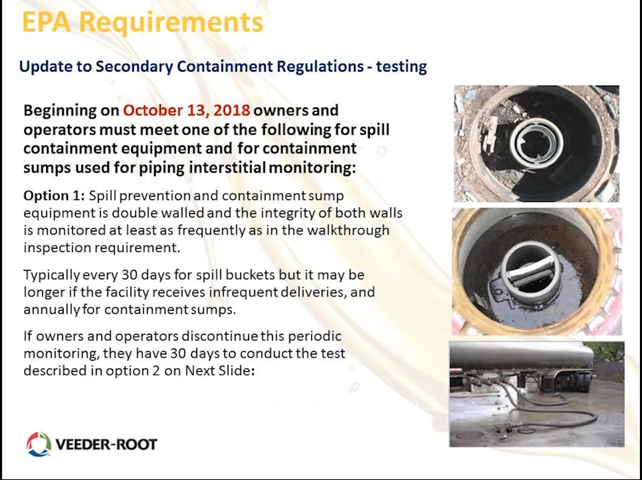 EPA Requirements
Update to Secondary Containment Regulations - testing
Beginning on October 13, 2018 owners and
operators must meet one of the following for spill
containment equipment and for containment
sumps used for piping interstitial monitoring:
Option 1: Spill prevention and containment sump
equipment is double walled and the integrity of both walls
is monitored at least as frequently as in the walkthrough
inspection requirement.
Typically every 30 days for spill buckets but it may be
longer if the facility receives infrequent deliveries, and
annually for containment sumps.
If owners and operators discontinue this periodic
monitoring, they have 30 days to conduct the test
described in option 2 on Next Slide:
VEEDER-ROOT